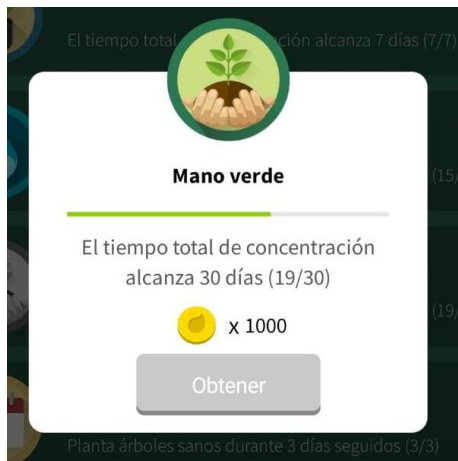 El tiempo total ción alcanza 7 días (7/7)
Mano verde
(15/
El tiempo total de concentración
alcanza 30 días (19/30)
(19/
x 1000
Obtener
Planta árboles sanos durante 3 días seguidos (3/3)